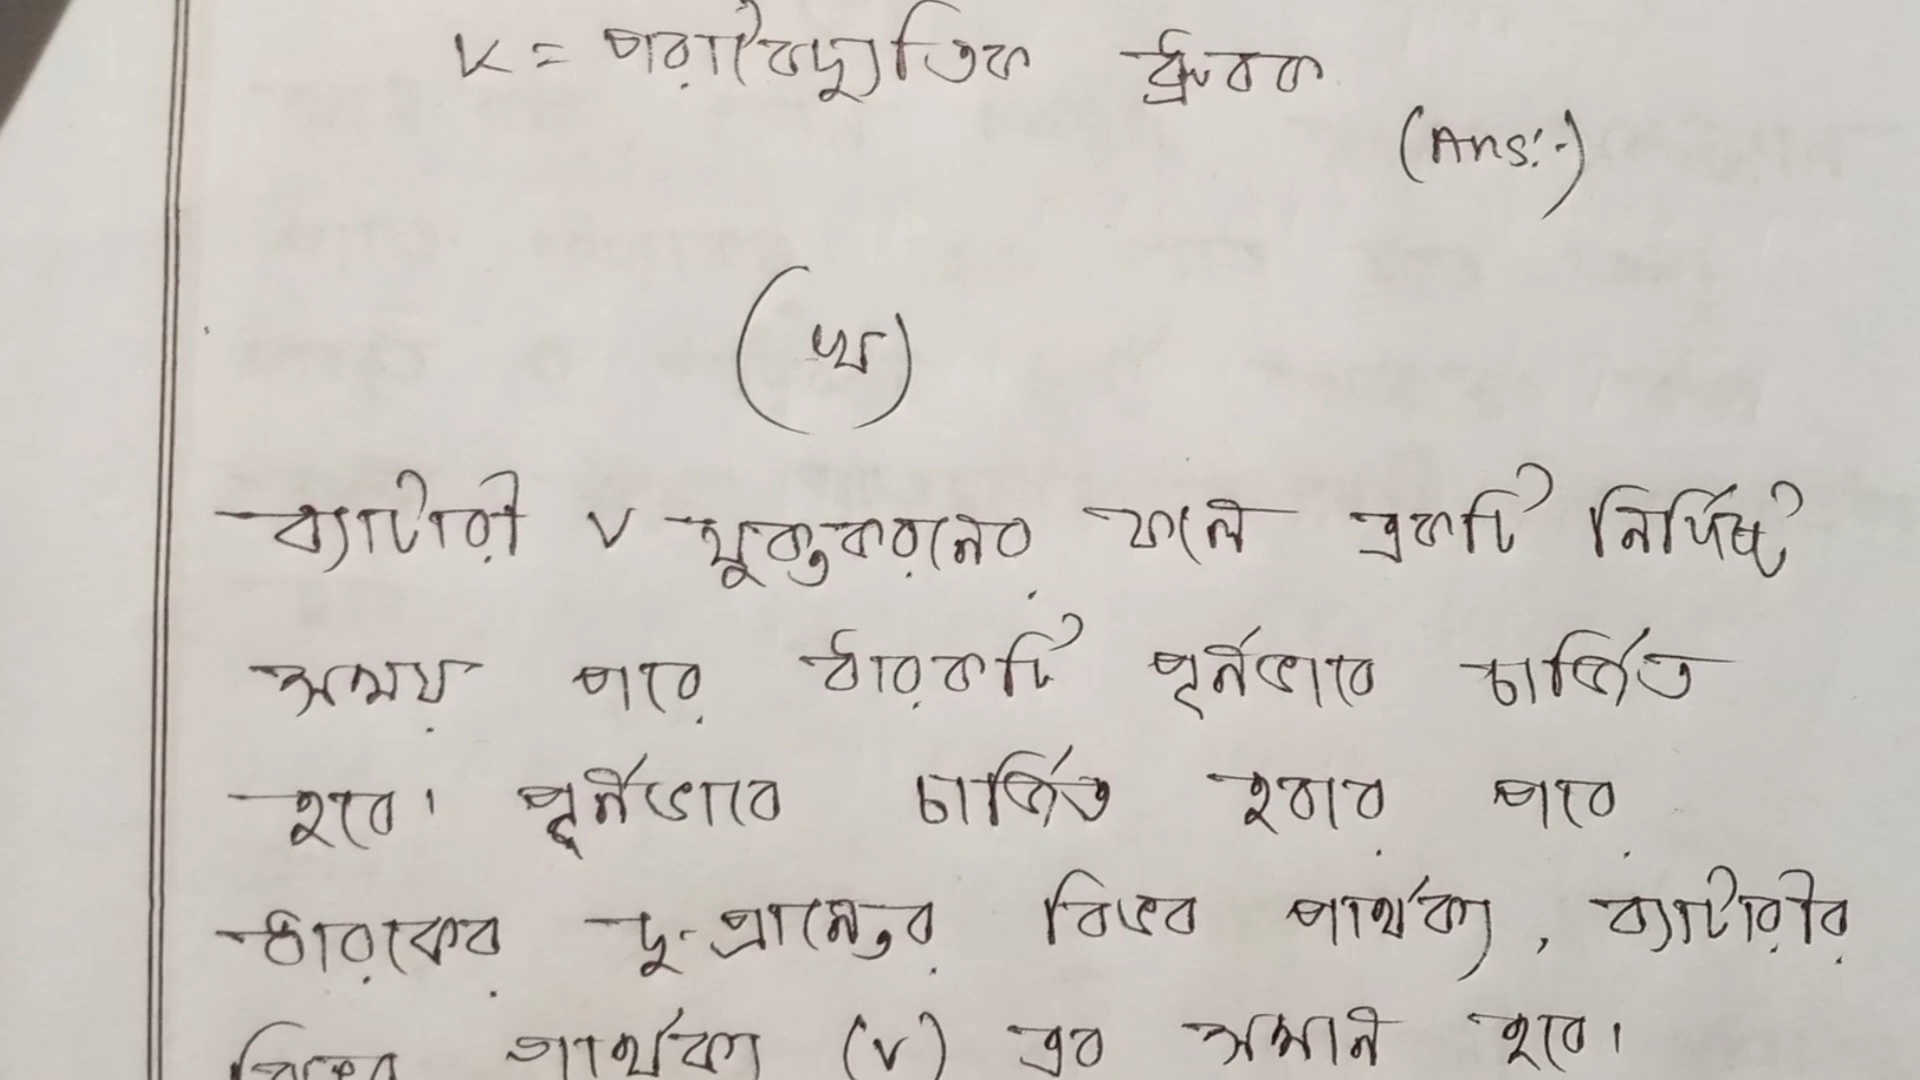 K = পরাবৈদ্যুতিক ধ্রুবক
(Ans:-)
(খ)
ব্যাটারী V যুক্তকরনের ফলে একটি নির্দিষ্ট
সময় পরে ধারকটি পূর্নভাবে চার্জিত
হবে। পূর্নভাবে চার্জিত হবার পরে
ধারকের দু-প্রান্তের বিভব পার্থক্য, ব্যাটারীর
বিভব পার্থক্য (V) এর সমান হবে।